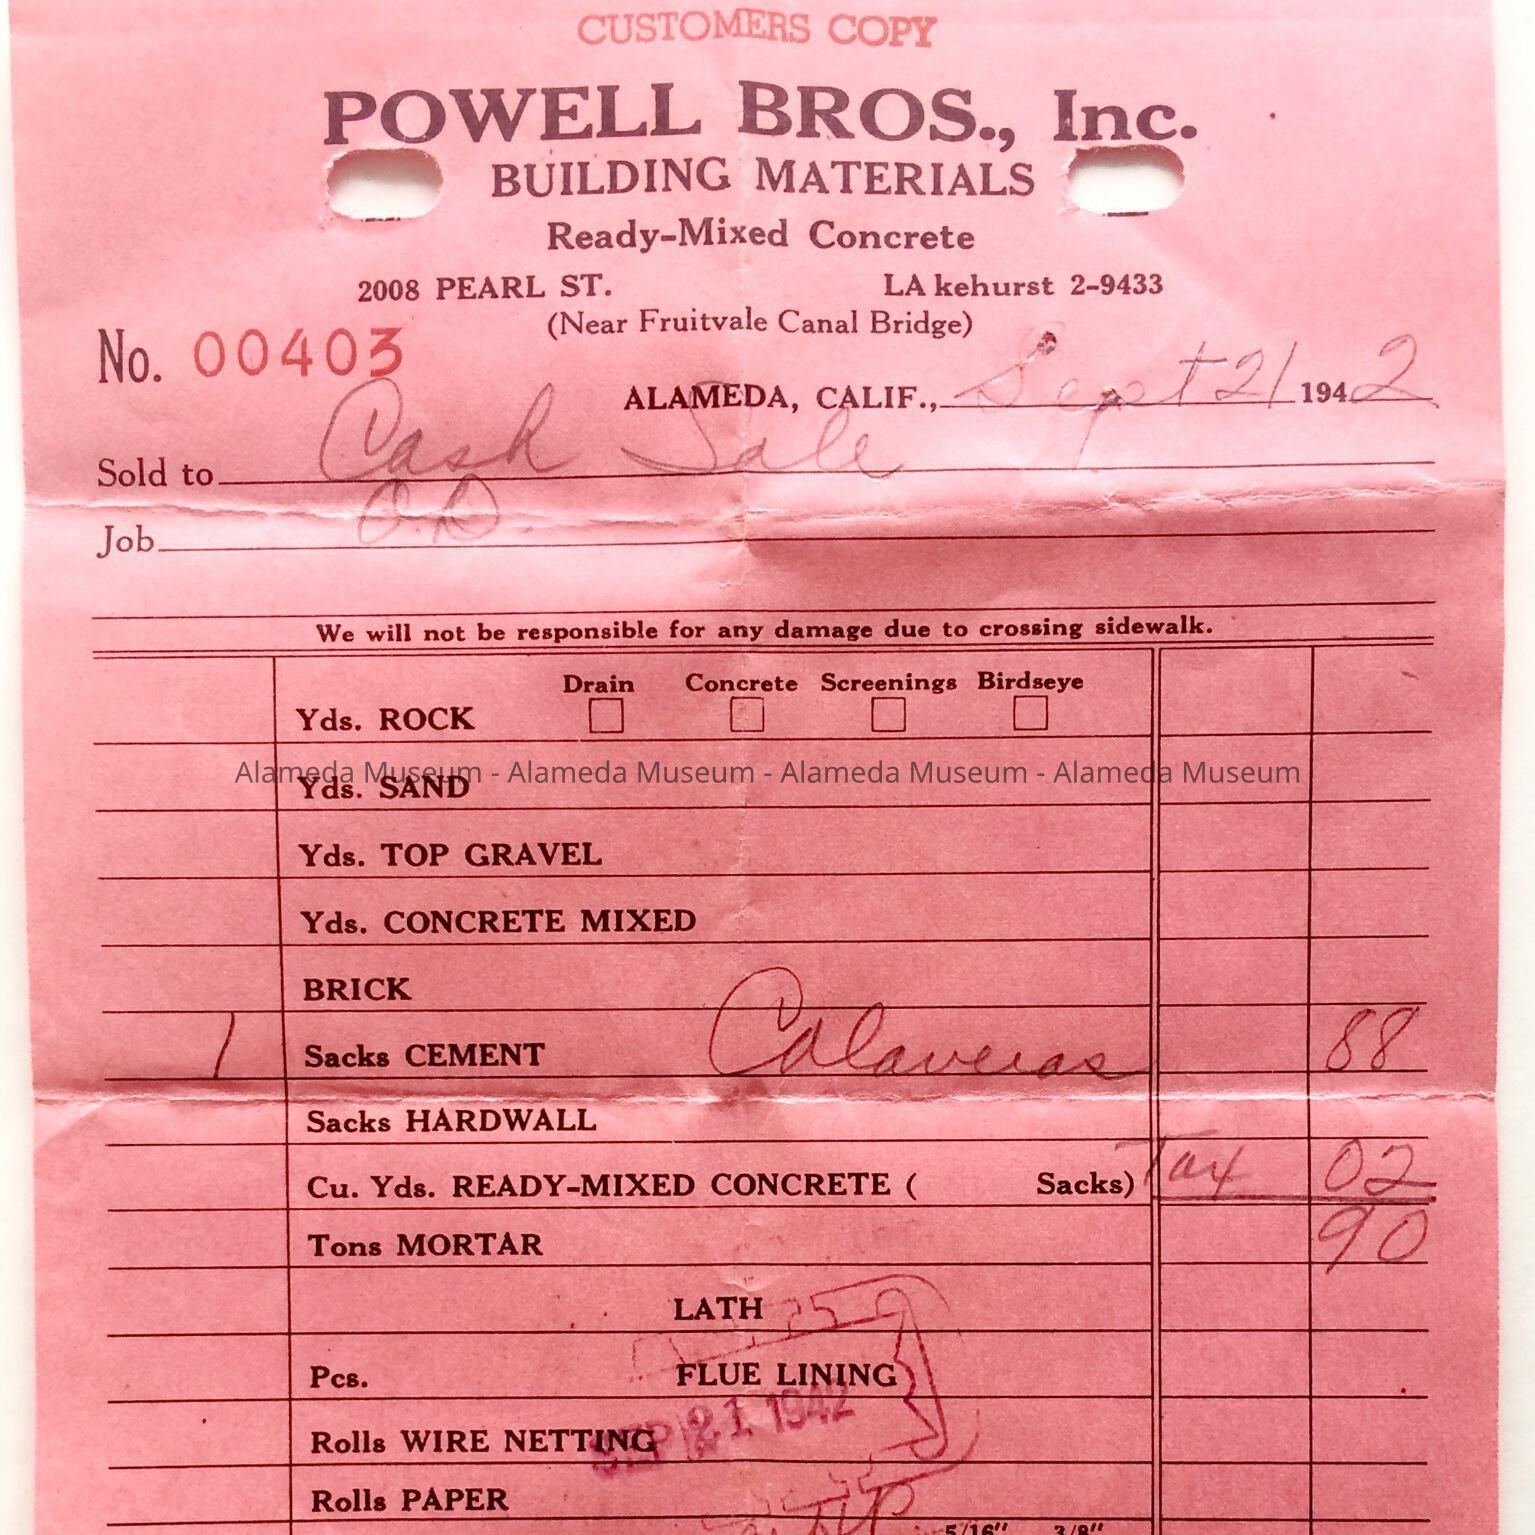 CUSTOMERS COPY
POWELL BROS., Inc.
BUILDING MATERIALS
Ready-Mixed Concrete
2008 PEARL ST. LAkehurst 2-9433
(Near Fruitvale Canal Bridge)
No. 00403
ALAMEDA, CALIF., Sept 21 1942
Sold to Cash Sale
Job
We will not be responsible for any damage due to crossing sidewalk.
Drain Concrete Screenings Birdseye
Yds. ROCK
Alameda Museum - Alameda Museum - Alameda Museum - Alameda Museum
Yds. SAND
Yds. TOP GRAVEL
Yds. CONCRETE MIXED
BRICK
1 Sacks CEMENT Calaveras 88
Sacks HARDWALL
Cu. Yds. READY-MIXED CONCRETE ( Sacks) Tax 02
Tons MORTAR 90
LATH
Pcs. FLUE LINING
SEP 21 1942
Rolls WIRE NETTING
Rolls PAPER
5/16" 3/8"